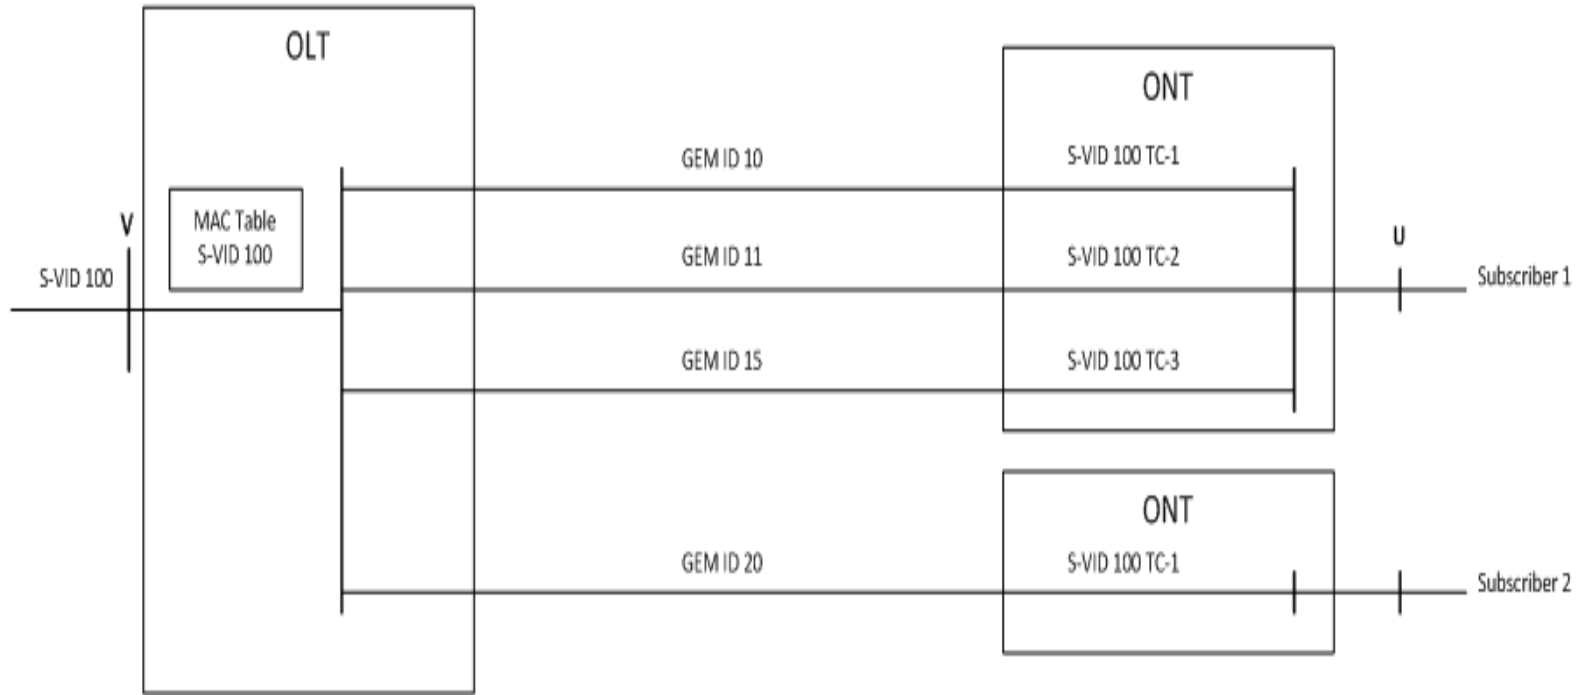 OLT
ONT
GEM ID 10
S-VID 100 TC-1
MAC Table
S-VID 100
V
S-VID 100
GEM ID 11
S-VID 100 TC-2
U
Subscriber 1
GEM ID 15
S-VID 100 TC-3
ONT
GEM ID 20
S-VID 100 TC-1
Subscriber 2